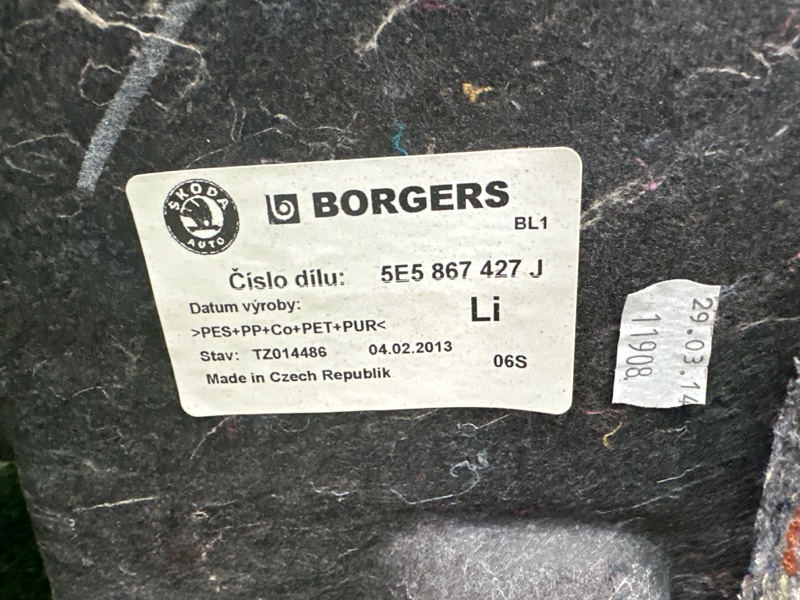 ŠKODA
AUTO
BORGERS
BL1
Číslo dílu: 5E5 867 427 J
Datum výroby: Li
>PES+PP+Co+PET+PUR<
Stav: TZ014486 04.02.2013
06S
Made in Czech Republik
29.03.14
11908